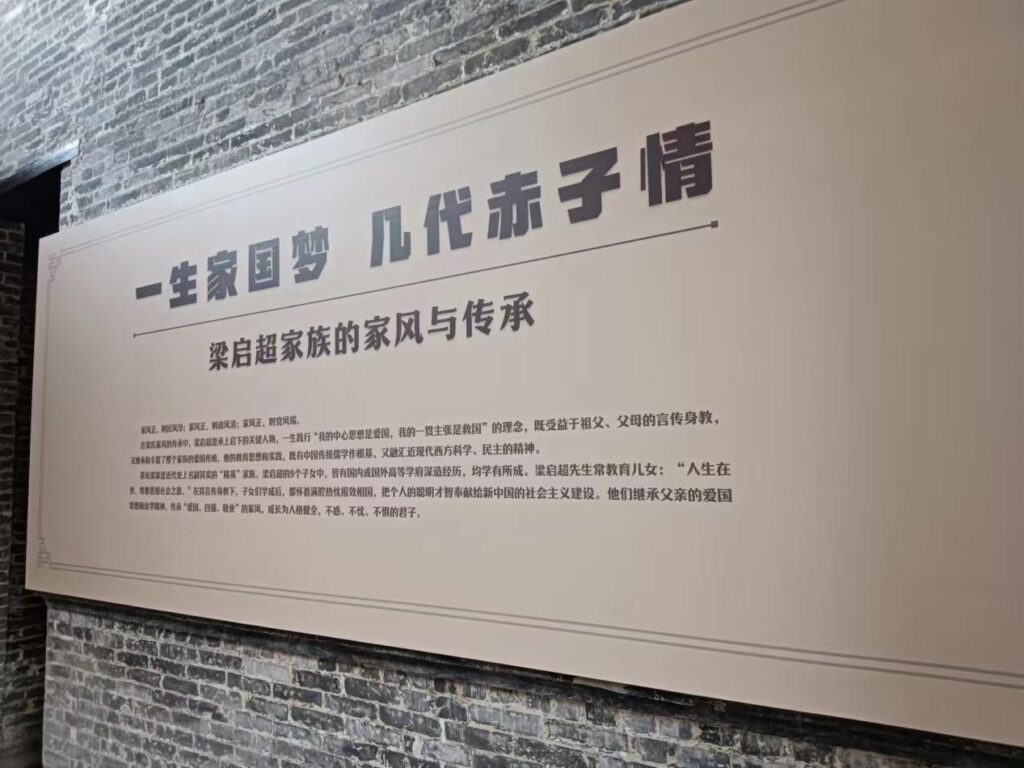 一生家国梦 几代赤子情
梁启超家族的家风与传承
家风正，则民风淳；家风正，则政风清；家风正，则党风端。
在梁氏家风的传承中，梁启超是承上启下的关键人物，一生践行“我的中心思想是爱国，我的一贯主张是救国”的理念，既受益于祖父、父母的言传身教，
又继承和丰富了整个家族的爱国传统。他的教育思想和实践，既有中国传统儒学作根基，又融汇近现代西方科学、民主的精神。
梁家是近代史上名副其实的“精英”家族。梁启超的9个子女中，皆有国内或国外高等学府深造经历，均学有所成。梁启超先生常教育儿女：“人生在
世，常要思报社会之恩。”在其言传身教下，子女们学成后，都怀着满腔热忱报效祖国，把个人的聪明才智奉献给新中国的社会主义建设。他们继承父亲的爱国
思想和治学精神，传承“爱国、自强、敬业”的家风，成长为人格健全，不惑、不忧、不惧的君子。